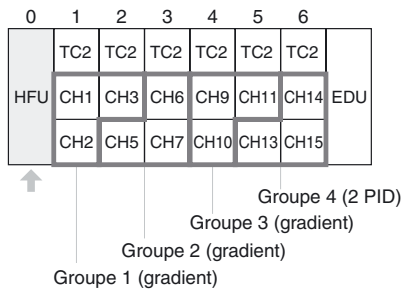 0 1 2 3 4 5 6
TC2 TC2 TC2 TC2 TC2 TC2
HFU CH1 CH3 CH6 CH9 CH11 CH14 EDU
CH2 CH5 CH7 CH10 CH13 CH15
Groupe 4 (2 PID)
Groupe 3 (gradient)
Groupe 2 (gradient)
Groupe 1 (gradient)